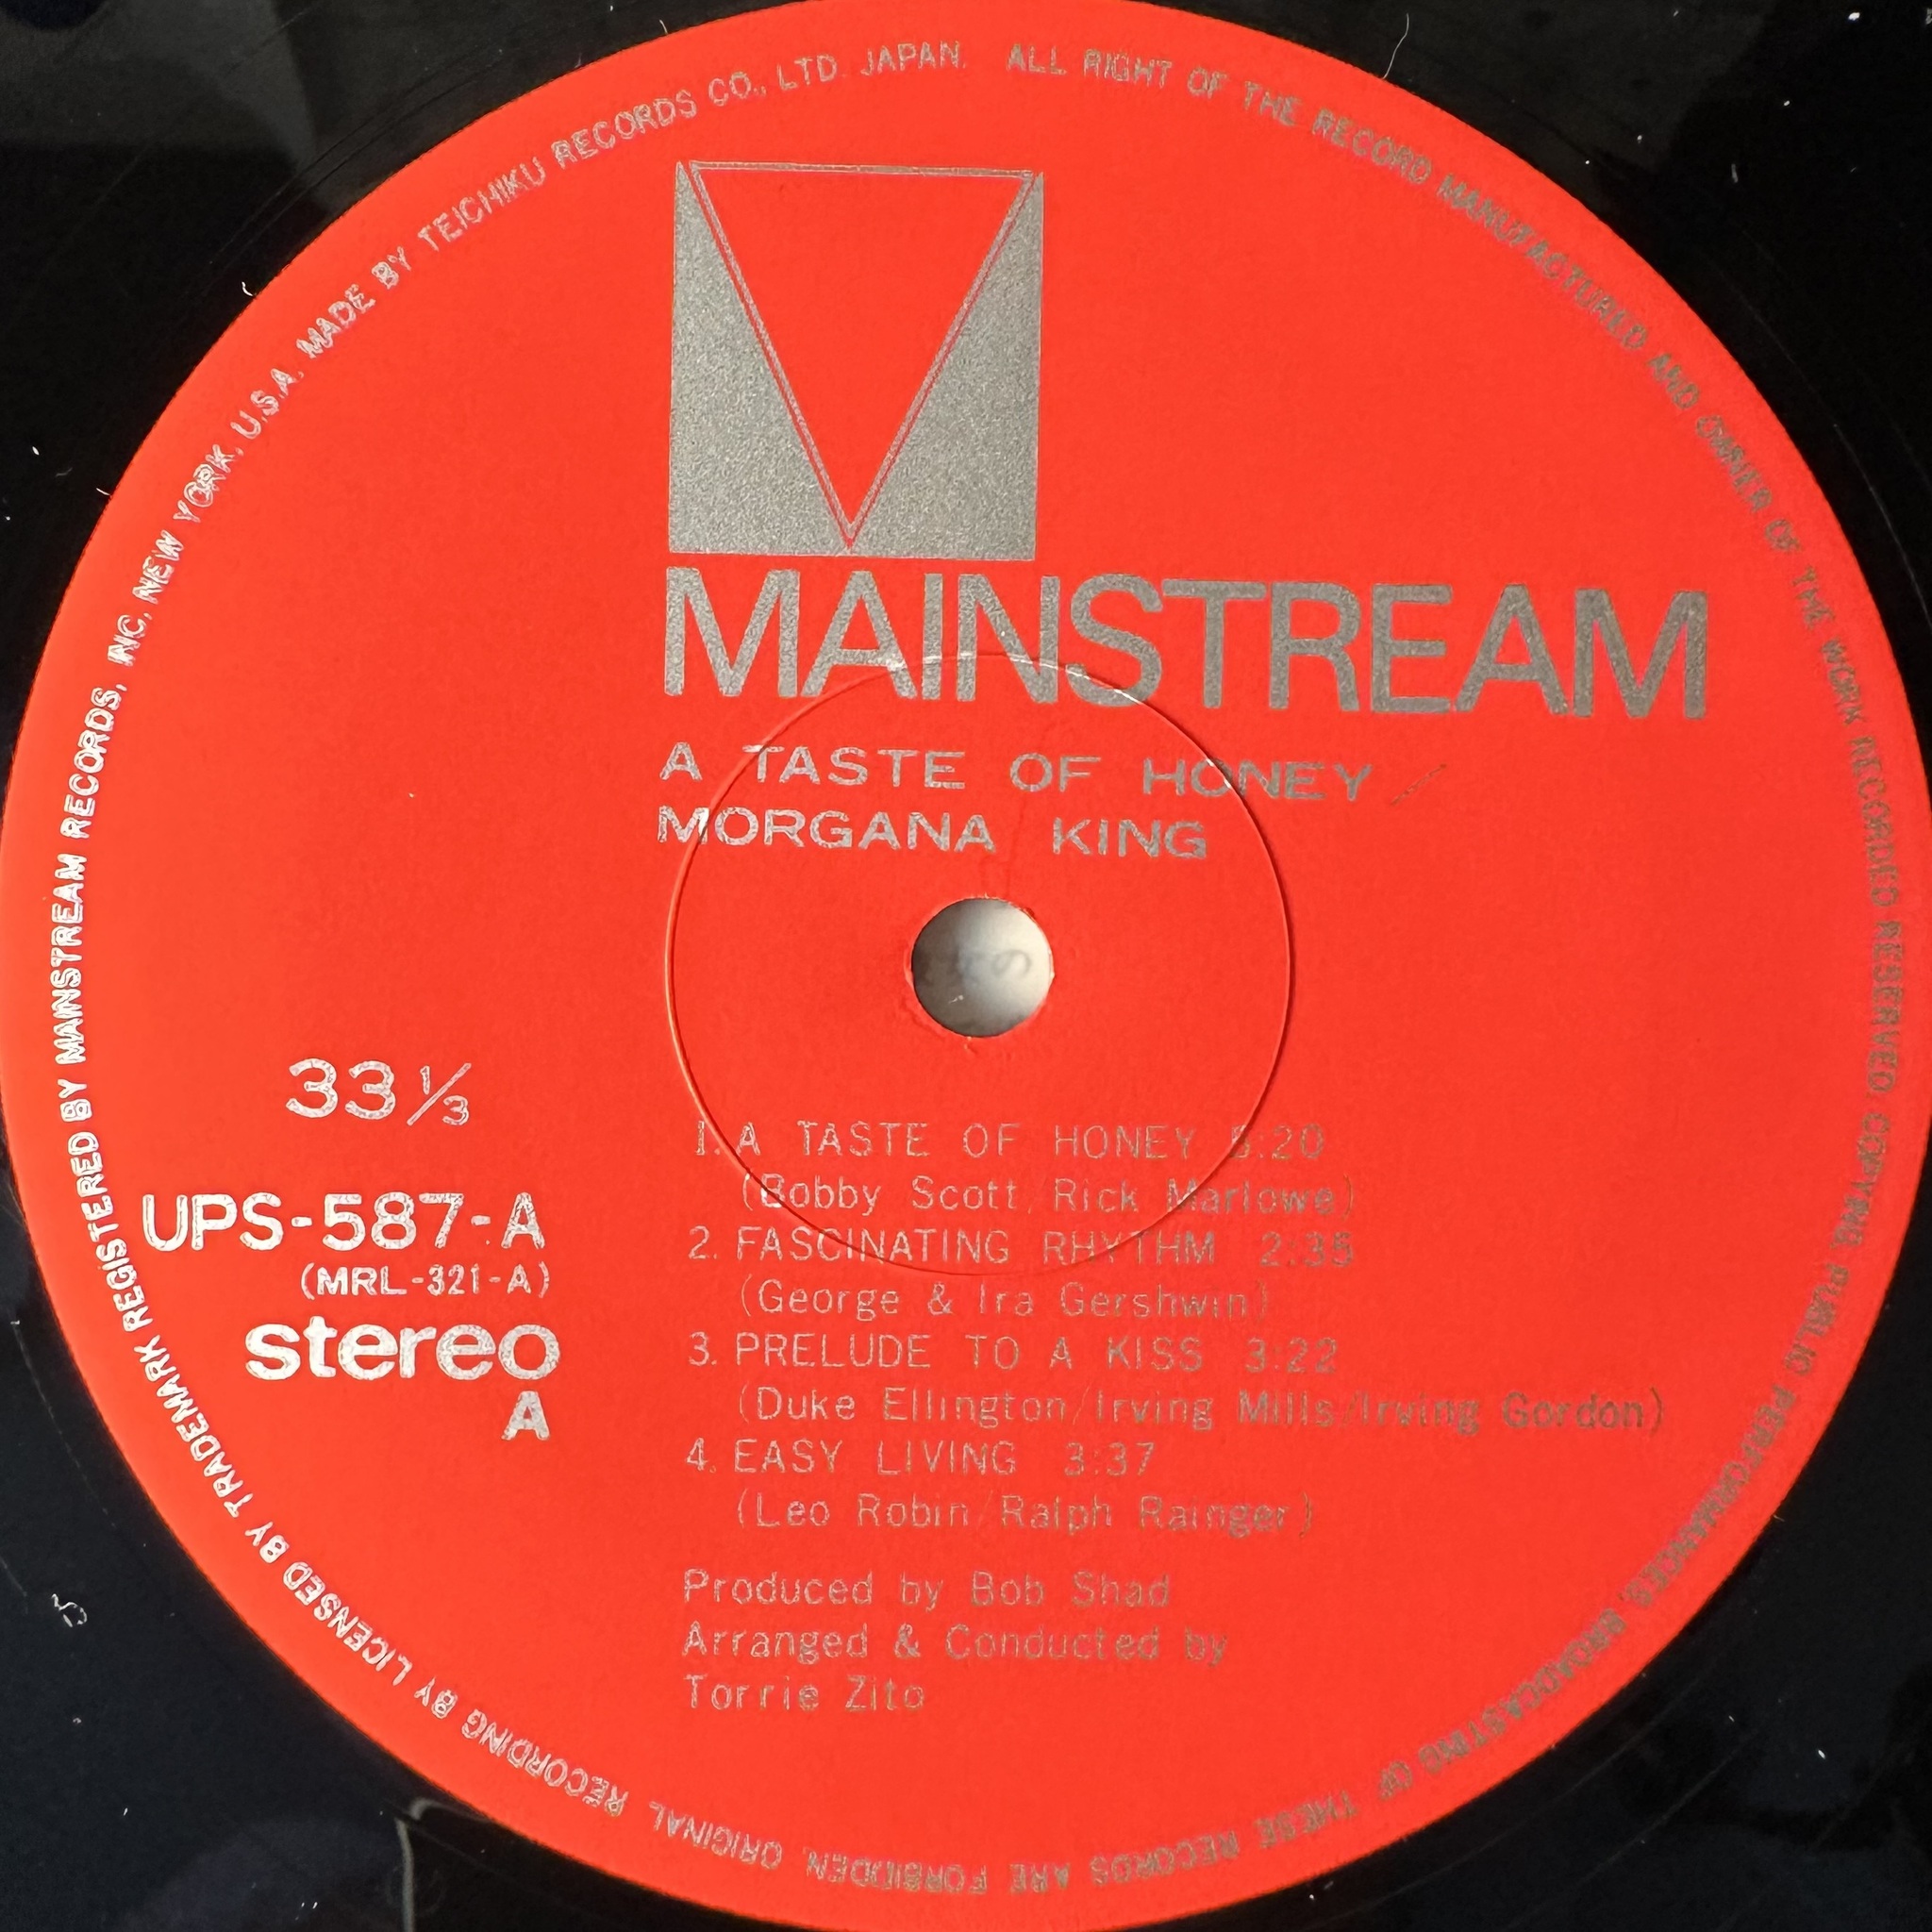 MAINSTREAM
A TASTE OF HONEY
MORGANA KING
33 1/3
UPS-587-A
(MRL-321-A)
stereo
A
1. A TASTE OF HONEY 5:20
(Bobby Scott/Rick Marlowe)
2. FASCINATING RHYTHM 2:35
(George & Ira Gershwin)
3. PRELUDE TO A KISS 3:22
(Duke Ellington/Irving Mills/Irving Gordon)
4. EASY LIVING 3:37
(Leo Robin/Ralph Rainger)
Produced by Bob Shad
Arranged & Conducted by
Torrie Zito
ORIGINAL RECORDING BY LICENSED BY TRADEMARK REGISTERED BY MAINSTREAM RECORDS, INC, NEW YORK, U.S.A. MADE BY TEICHIKU RECORDS CO., LTD. JAPAN. ALL RIGHT OF THE RECORD MANUFACTURED AND OWNER OF THE WORK RECORDED RESERVED. COPYING, PUBLIC PERFORMANCES, BROADCASTING OF THESE RECORDS ARE FORBIDDEN.